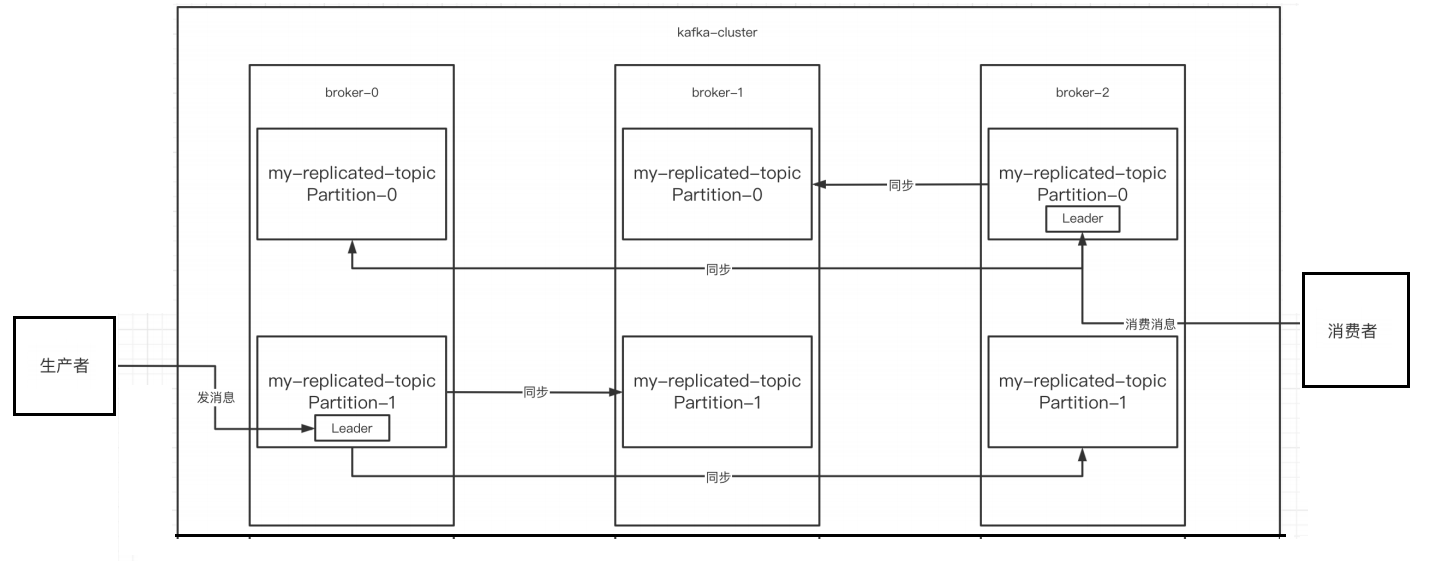 kafka-cluster
broker-0
broker-1
broker-2
my-replicated-topic
Partition-0
my-replicated-topic
Partition-0
同步
my-replicated-topic
Partition-0
Leader
同步
消费消息
消费者
生产者
发消息
my-replicated-topic
Partition-1
Leader
同步
my-replicated-topic
Partition-1
my-replicated-topic
Partition-1
同步